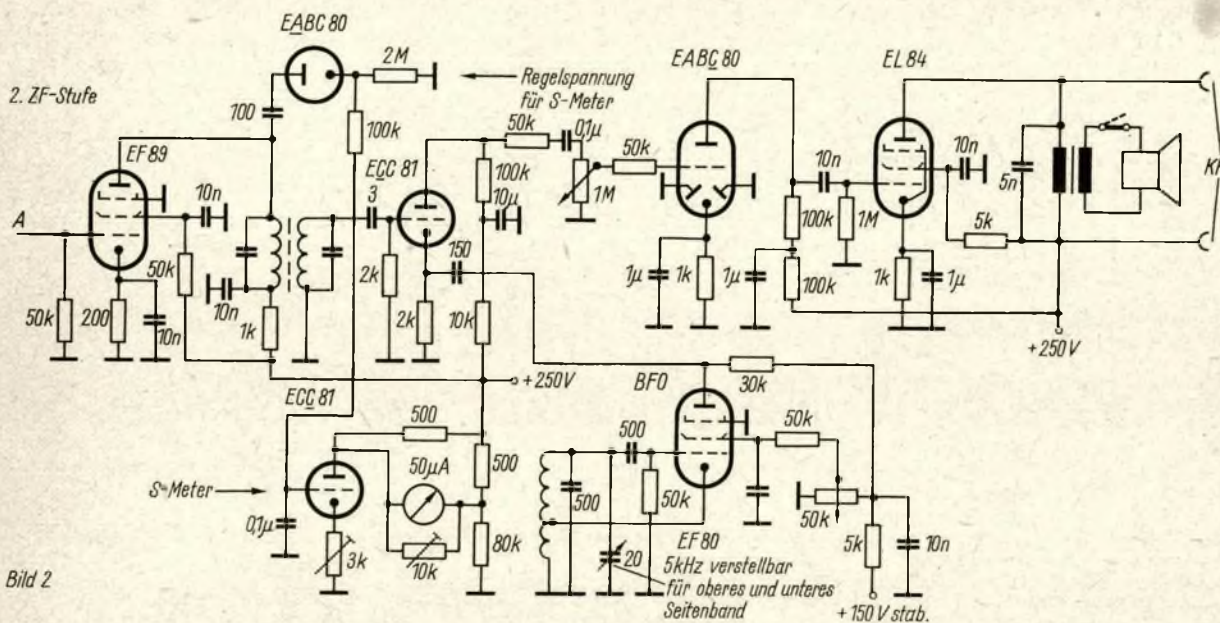 EABC 80
2M
Regelspannung
für S-Meter
2. ZF-Stufe
100
100k
EF 89
10n
A
50k
50k
200
10n
10n
1k
ECC 81
3
2k
150
2k
50k
0,1µ
100k
10µ
1M
10k
+250V
50k
EABC 80
1µ
1k
1µ
10n
100k
100k
1M
EL 84
10n
5k
1k
1µ
5n
+250V
ECC 81
500
500
50µA
S-Meter
0,1µ
3k
10k
80k
BFO
30k
500
500
50k
50k
50k
5k
10n
EF 80
20
5kHz verstellbar
für oberes und unteres
Seitenband
+150 V stab.
Bild 2